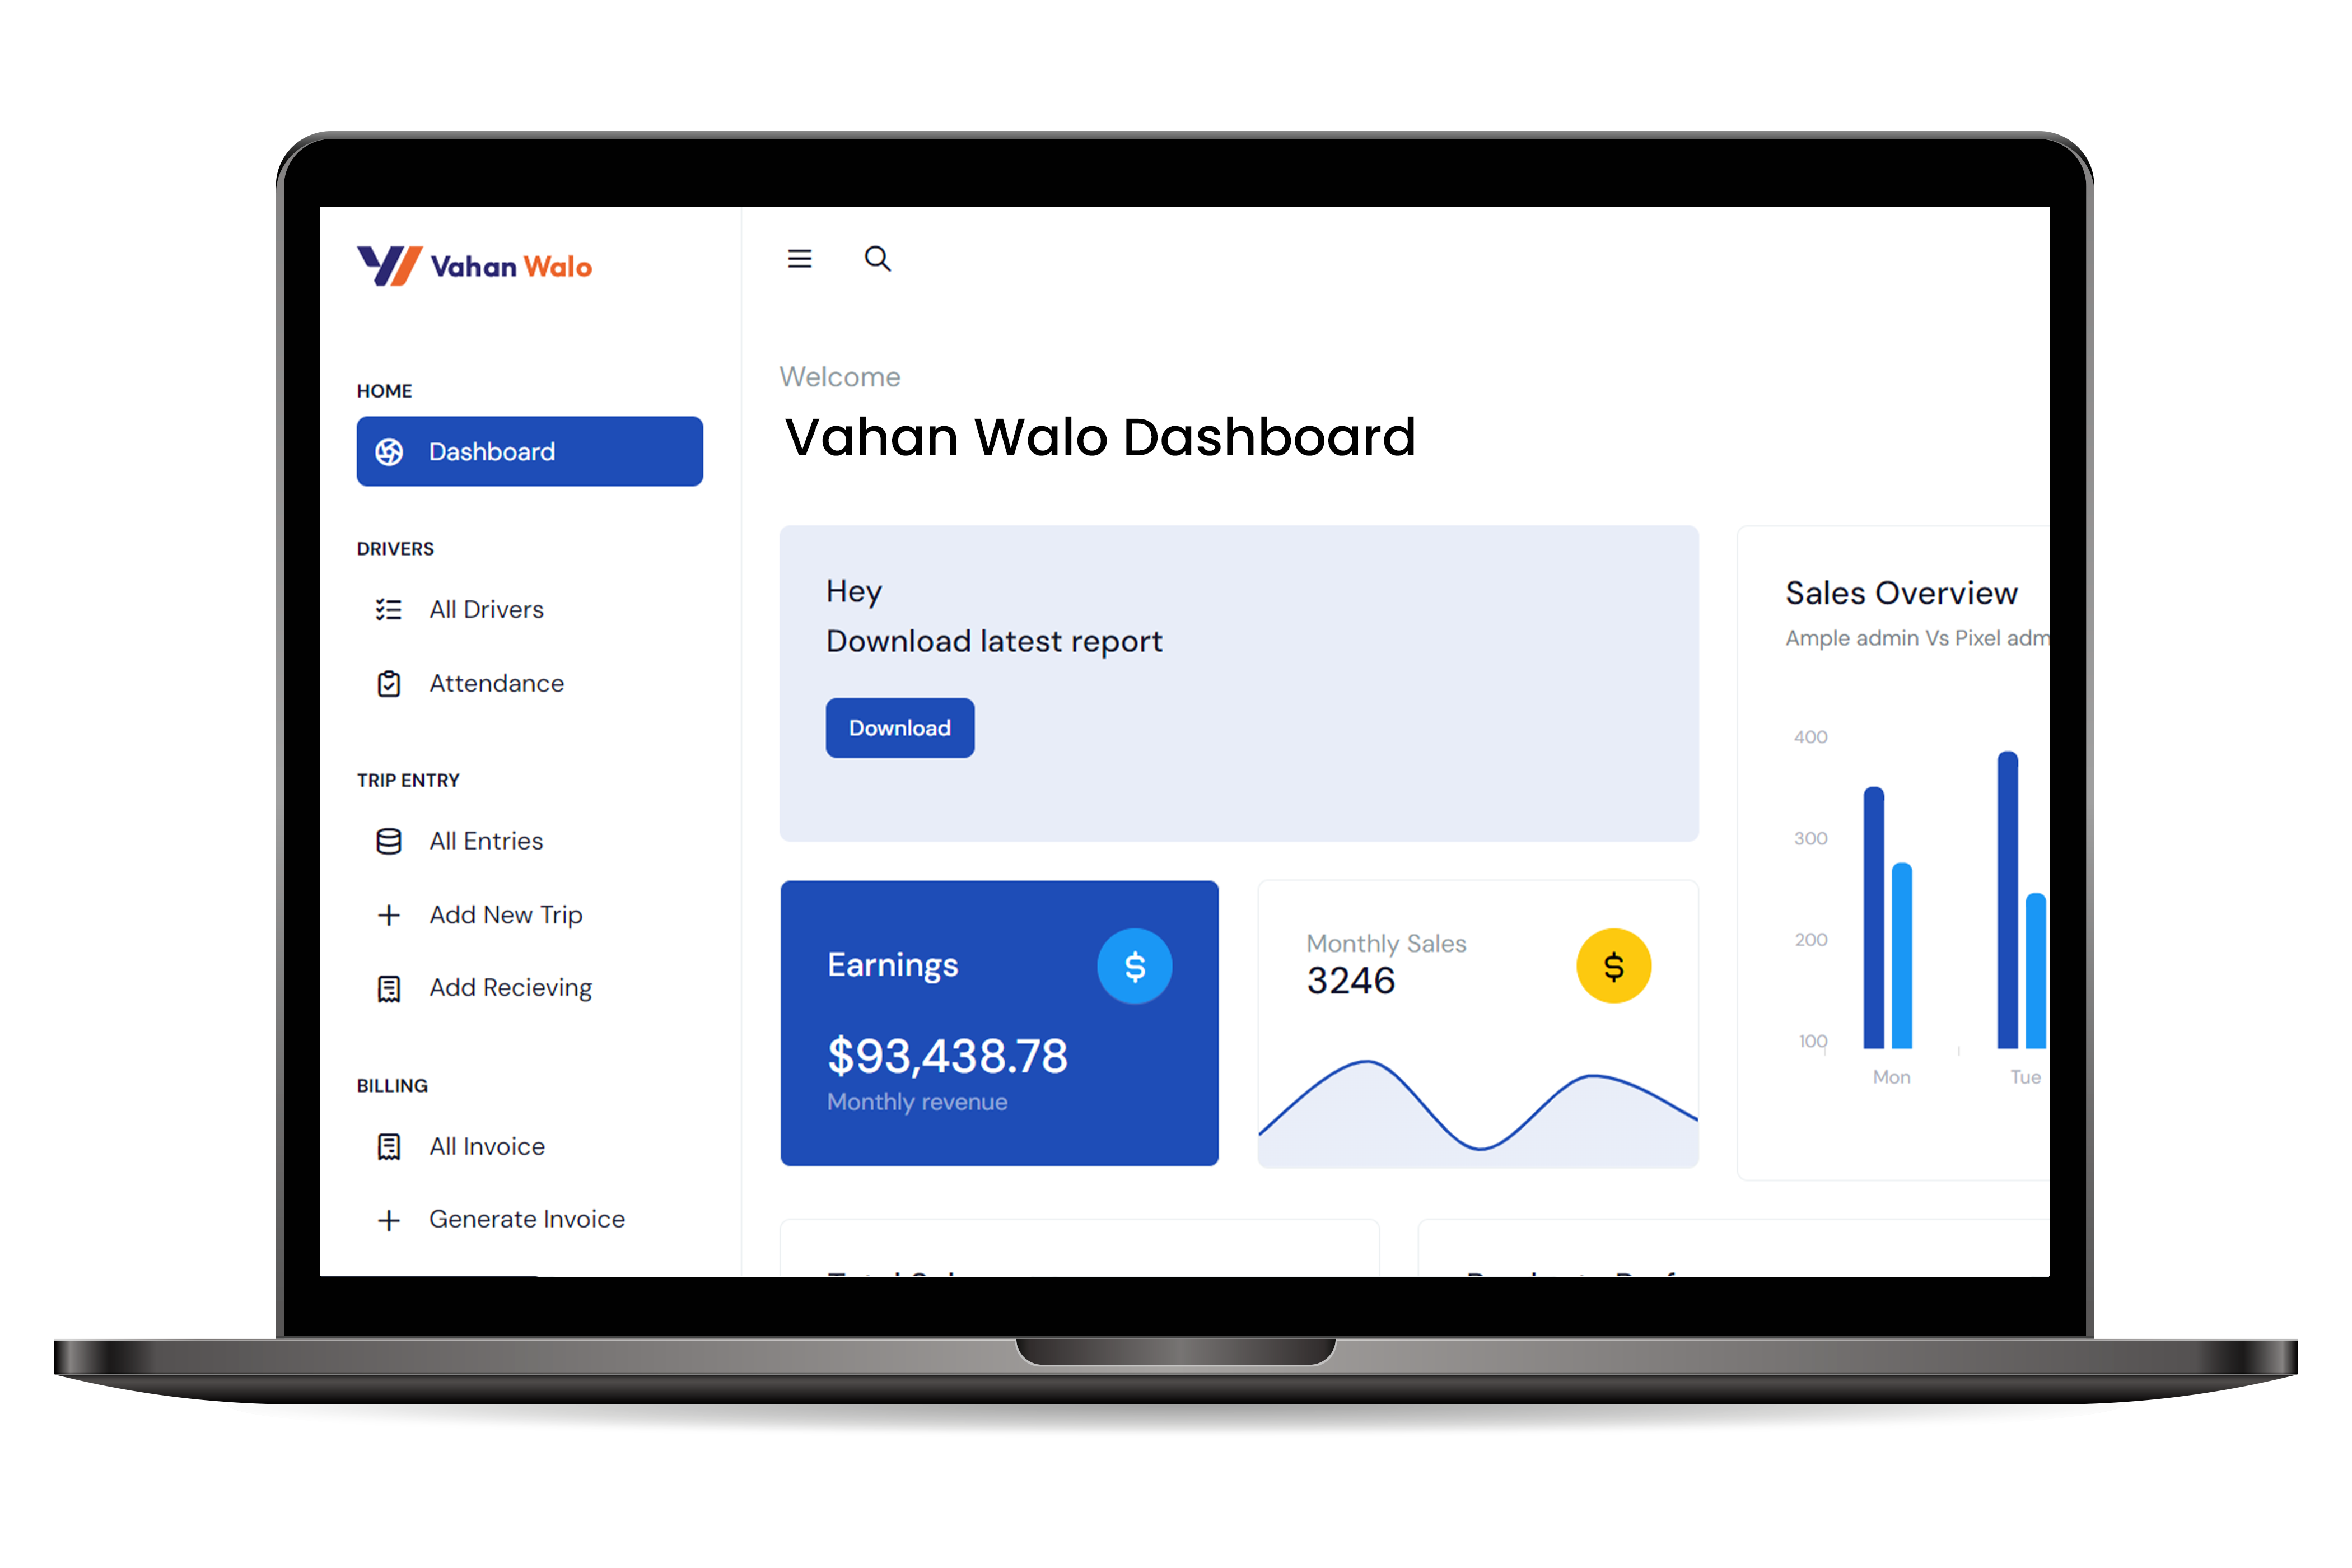 Vahan Walo
HOME
Dashboard
DRIVERS
All Drivers
Attendance
TRIP ENTRY
All Entries
Add New Trip
Add Recieving
BILLING
All Invoice
Generate Invoice
Welcome
Vahan Walo Dashboard
Hey
Download latest report
Download
Earnings
$
$93,438.78
Monthly revenue
Monthly Sales
3246
$
Sales Overview
Ample admin Vs Pixel adm
400
300
200
100
Mon
Tue